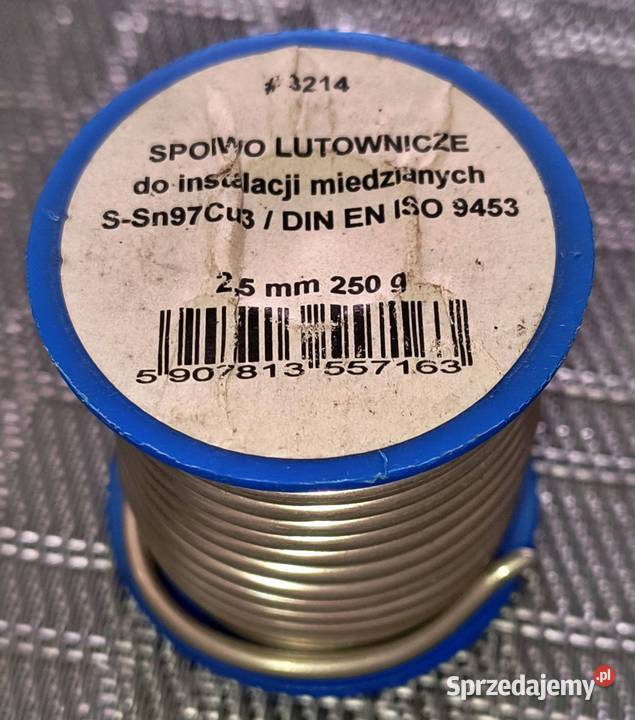 # 3214
SPOIWO LUTOWNICZE
do instalacji miedzianych
S-Sn97Cu3 / DIN EN ISO 9453
2,5 mm 250 g
5 907813 557163
Sprzedajemy.pl